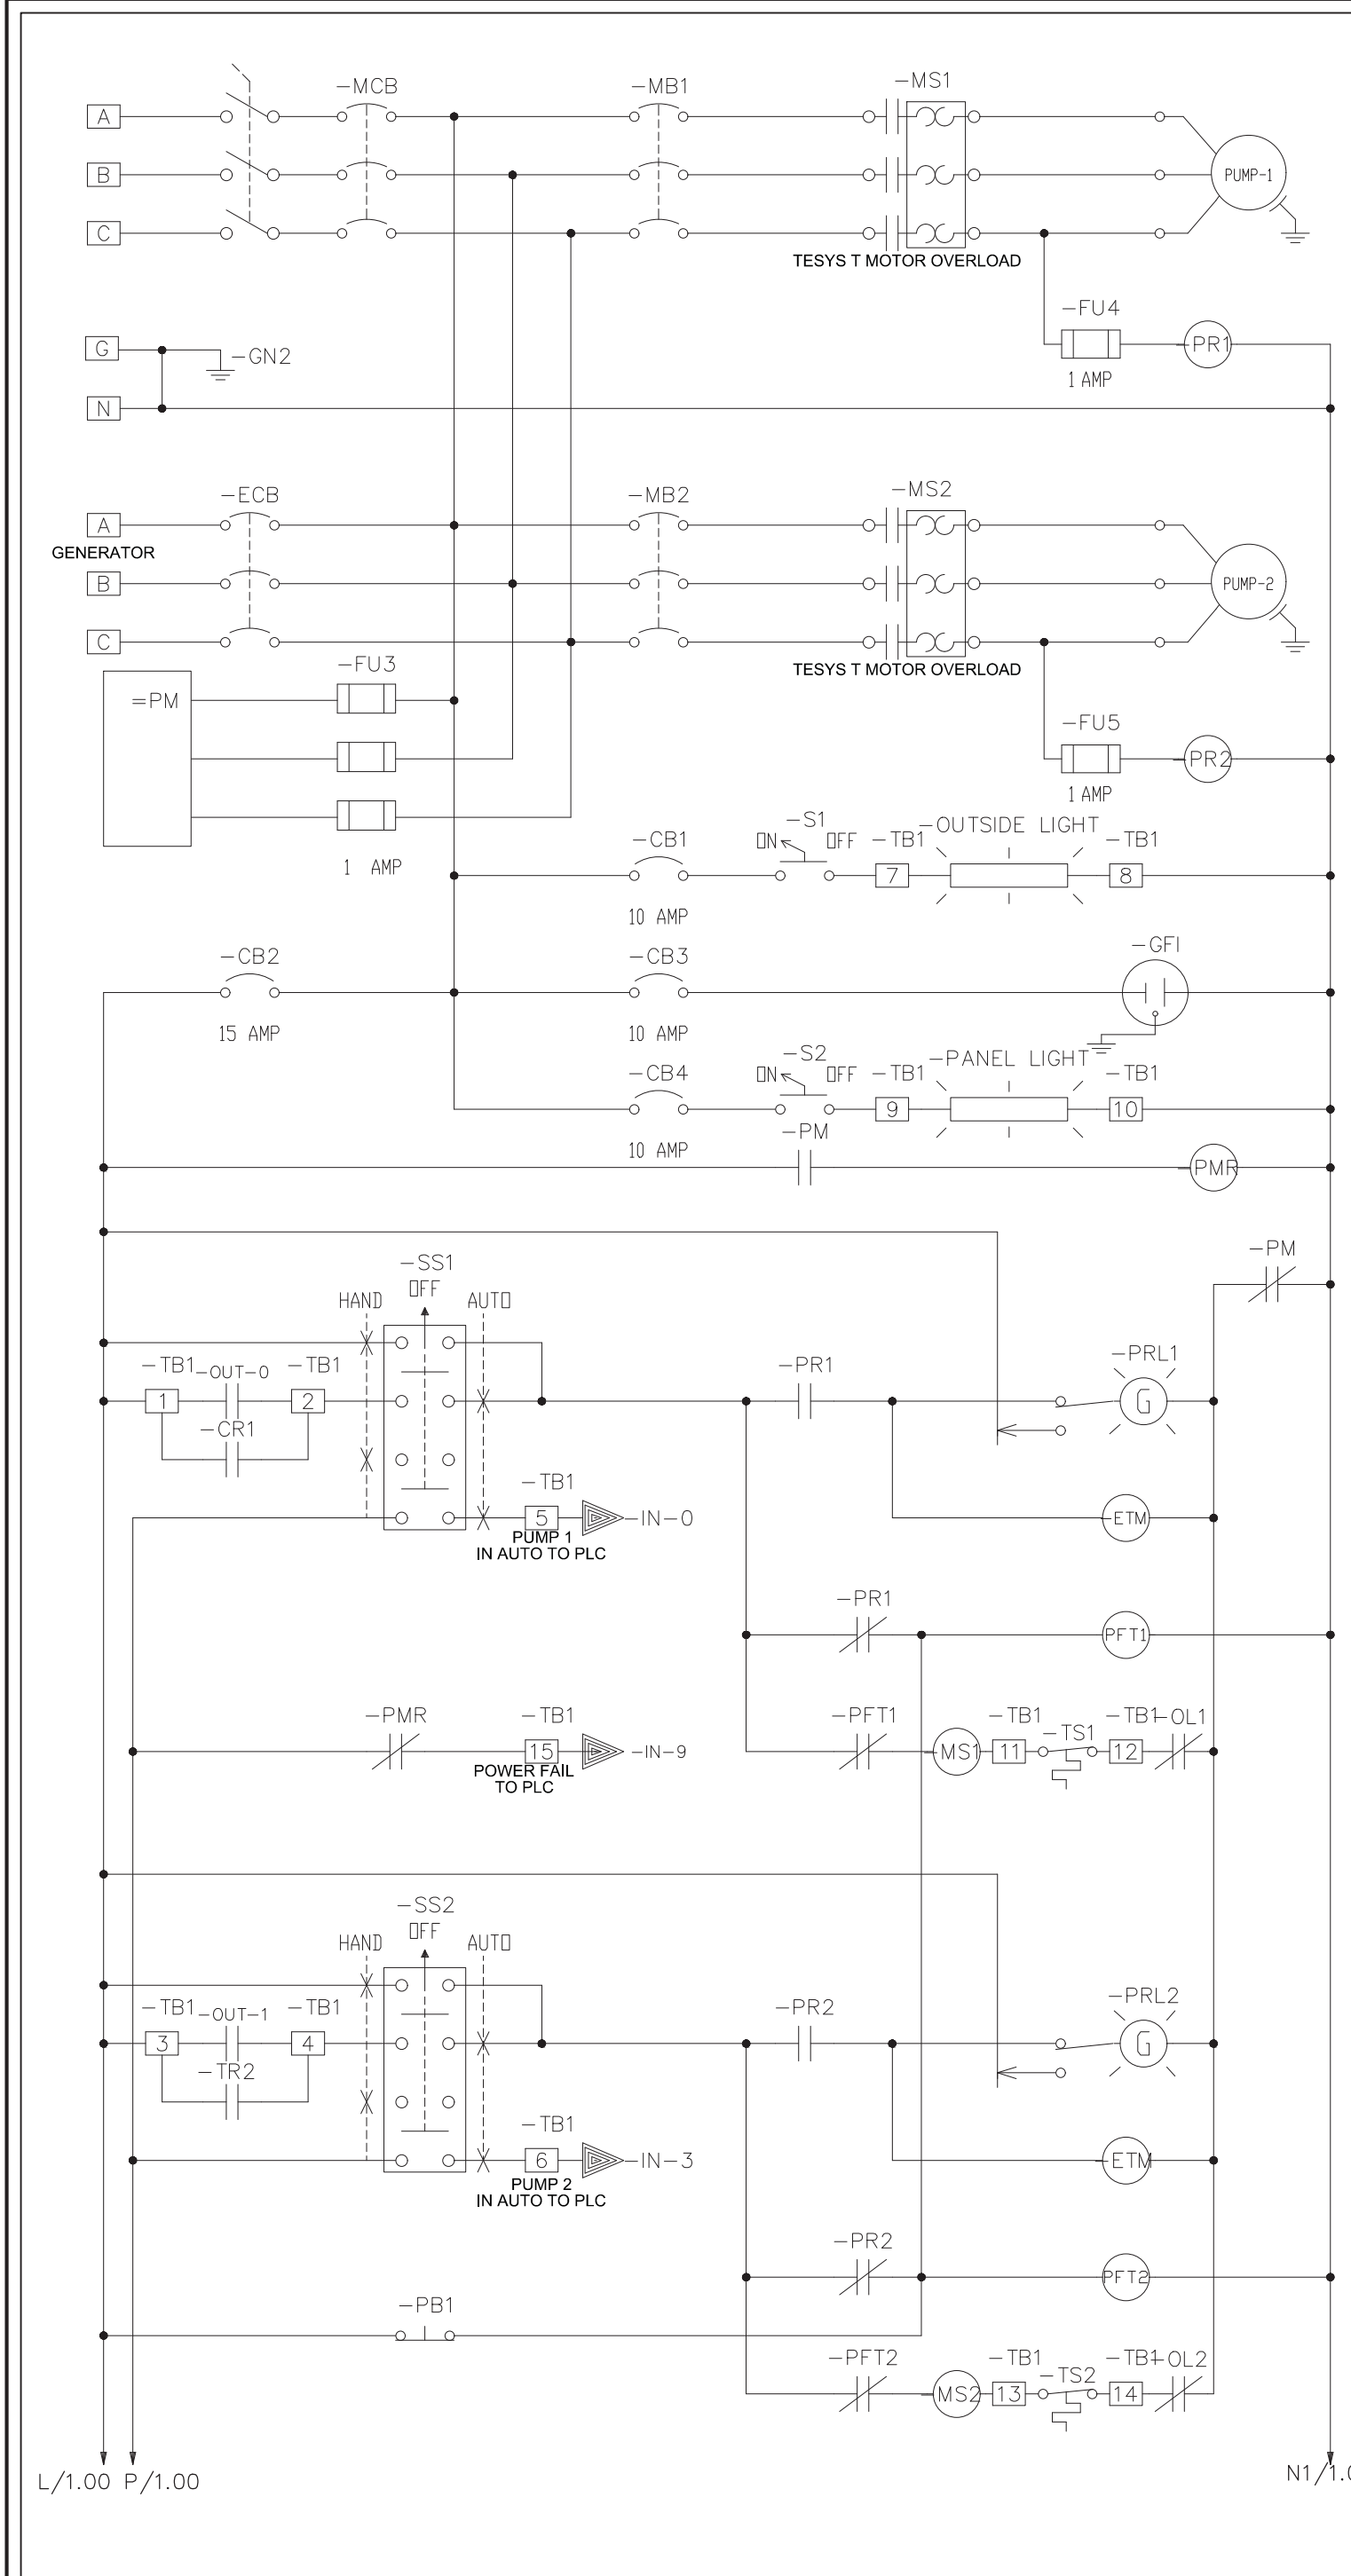 -MCB -MB1 -MS1
A
B PUMP-1
C
TESYS T MOTOR OVERLOAD
-FU4
G -GN2 -PR1
1 AMP
N
-ECB -MB2 -MS2
A
GENERATOR
B PUMP-2
C
-FU3 TESYS T MOTOR OVERLOAD
=PM
-FU5
-PR2
1 AMP
-S1 -OUTSIDE LIGHT
-CB1 ON OFF -TB1 -TB1
1 AMP
7 8
10 AMP
-CB2 -CB3 -GFI
15 AMP 10 AMP
-S2 -PANEL LIGHT
-CB4 ON OFF -TB1 -TB1
9 10
-PM
10 AMP
-PMR
-PM
-SS1
OFF
HAND AUTO
-TB1 -OUT-0 -TB1 -PR1 -PRL1
1 2 G
-CR1
-TB1
5 -IN-0 -ETM
PUMP 1
IN AUTO TO PLC
-PR1
PFT1
-PMR -TB1 -PFT1 -TB1 -TS1 -TB1 -OL1
15 -IN-9 -MS1 11 12
POWER FAIL
TO PLC
-SS2
OFF
HAND AUTO
-TB1 -OUT-1 -TB1 -PR2 -PRL2
3 4 G
-TR2
-TB1
6 -IN-3 -ETM
PUMP 2
IN AUTO TO PLC
-PR2
PFT2
-PB1
-PFT2 -TB1 -TS2 -TB1 -OL2
-MS2 13 14
L/1.00 P/1.00 N1/1.0